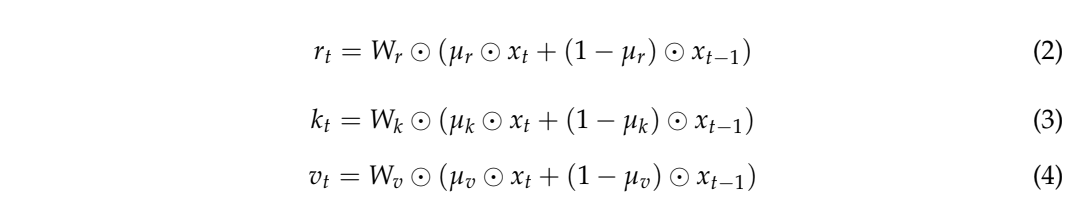 r_t = W_r ⊙ (μ_r ⊙ x_t + (1 − μ_r) ⊙ x_{t−1}) (2)
k_t = W_k ⊙ (μ_k ⊙ x_t + (1 − μ_k) ⊙ x_{t−1}) (3)
v_t = W_v ⊙ (μ_v ⊙ x_t + (1 − μ_v) ⊙ x_{t−1}) (4)